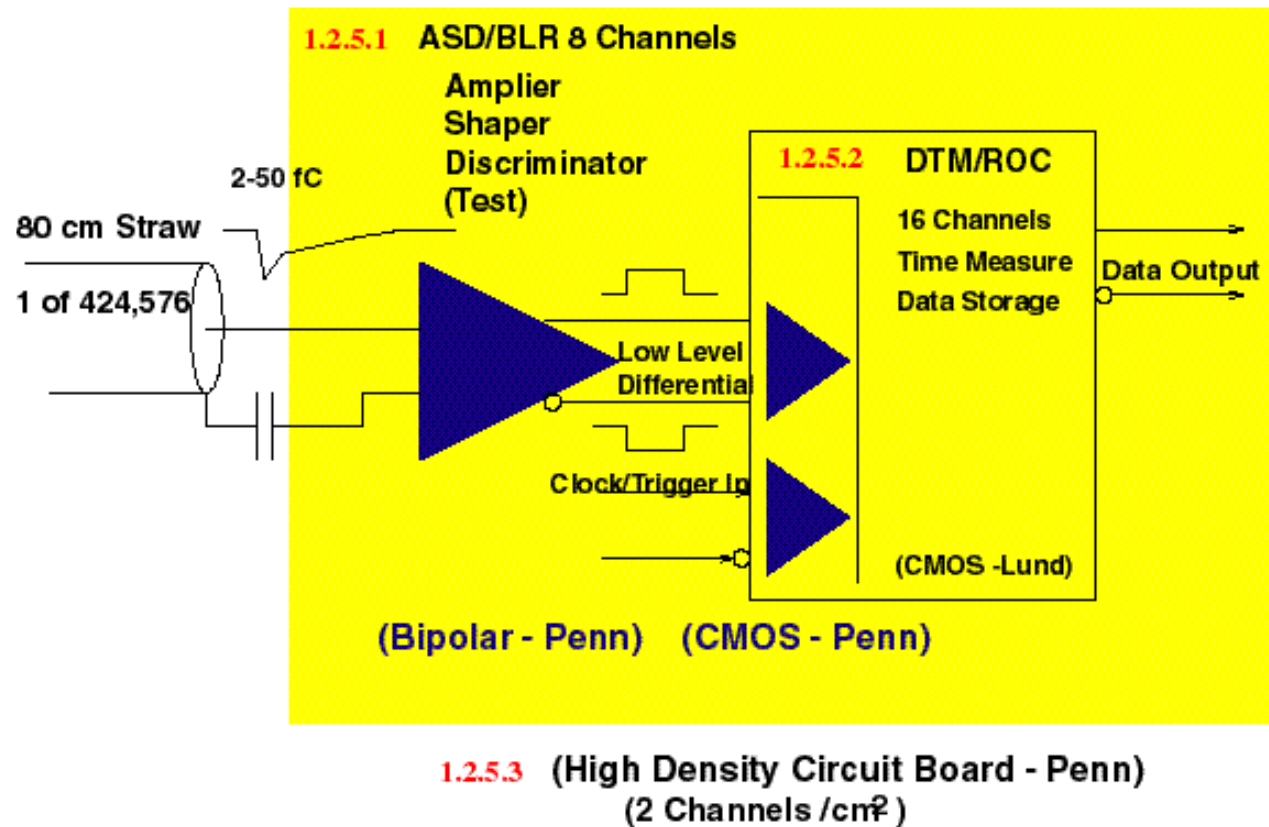 1.2.5.1 ASD/BLR 8 Channels
Amplier
Shaper
Discriminator
(Test)
2-50 fC
80 cm Straw
1 of 424,576
Low Level
Differential
Clock/Trigger In
1.2.5.2 DTM/ROC
16 Channels
Time Measure
Data Storage
Data Output
(CMOS -Lund)
(Bipolar - Penn) (CMOS - Penn)
1.2.5.3 (High Density Circuit Board - Penn)
(2 Channels /cm²)